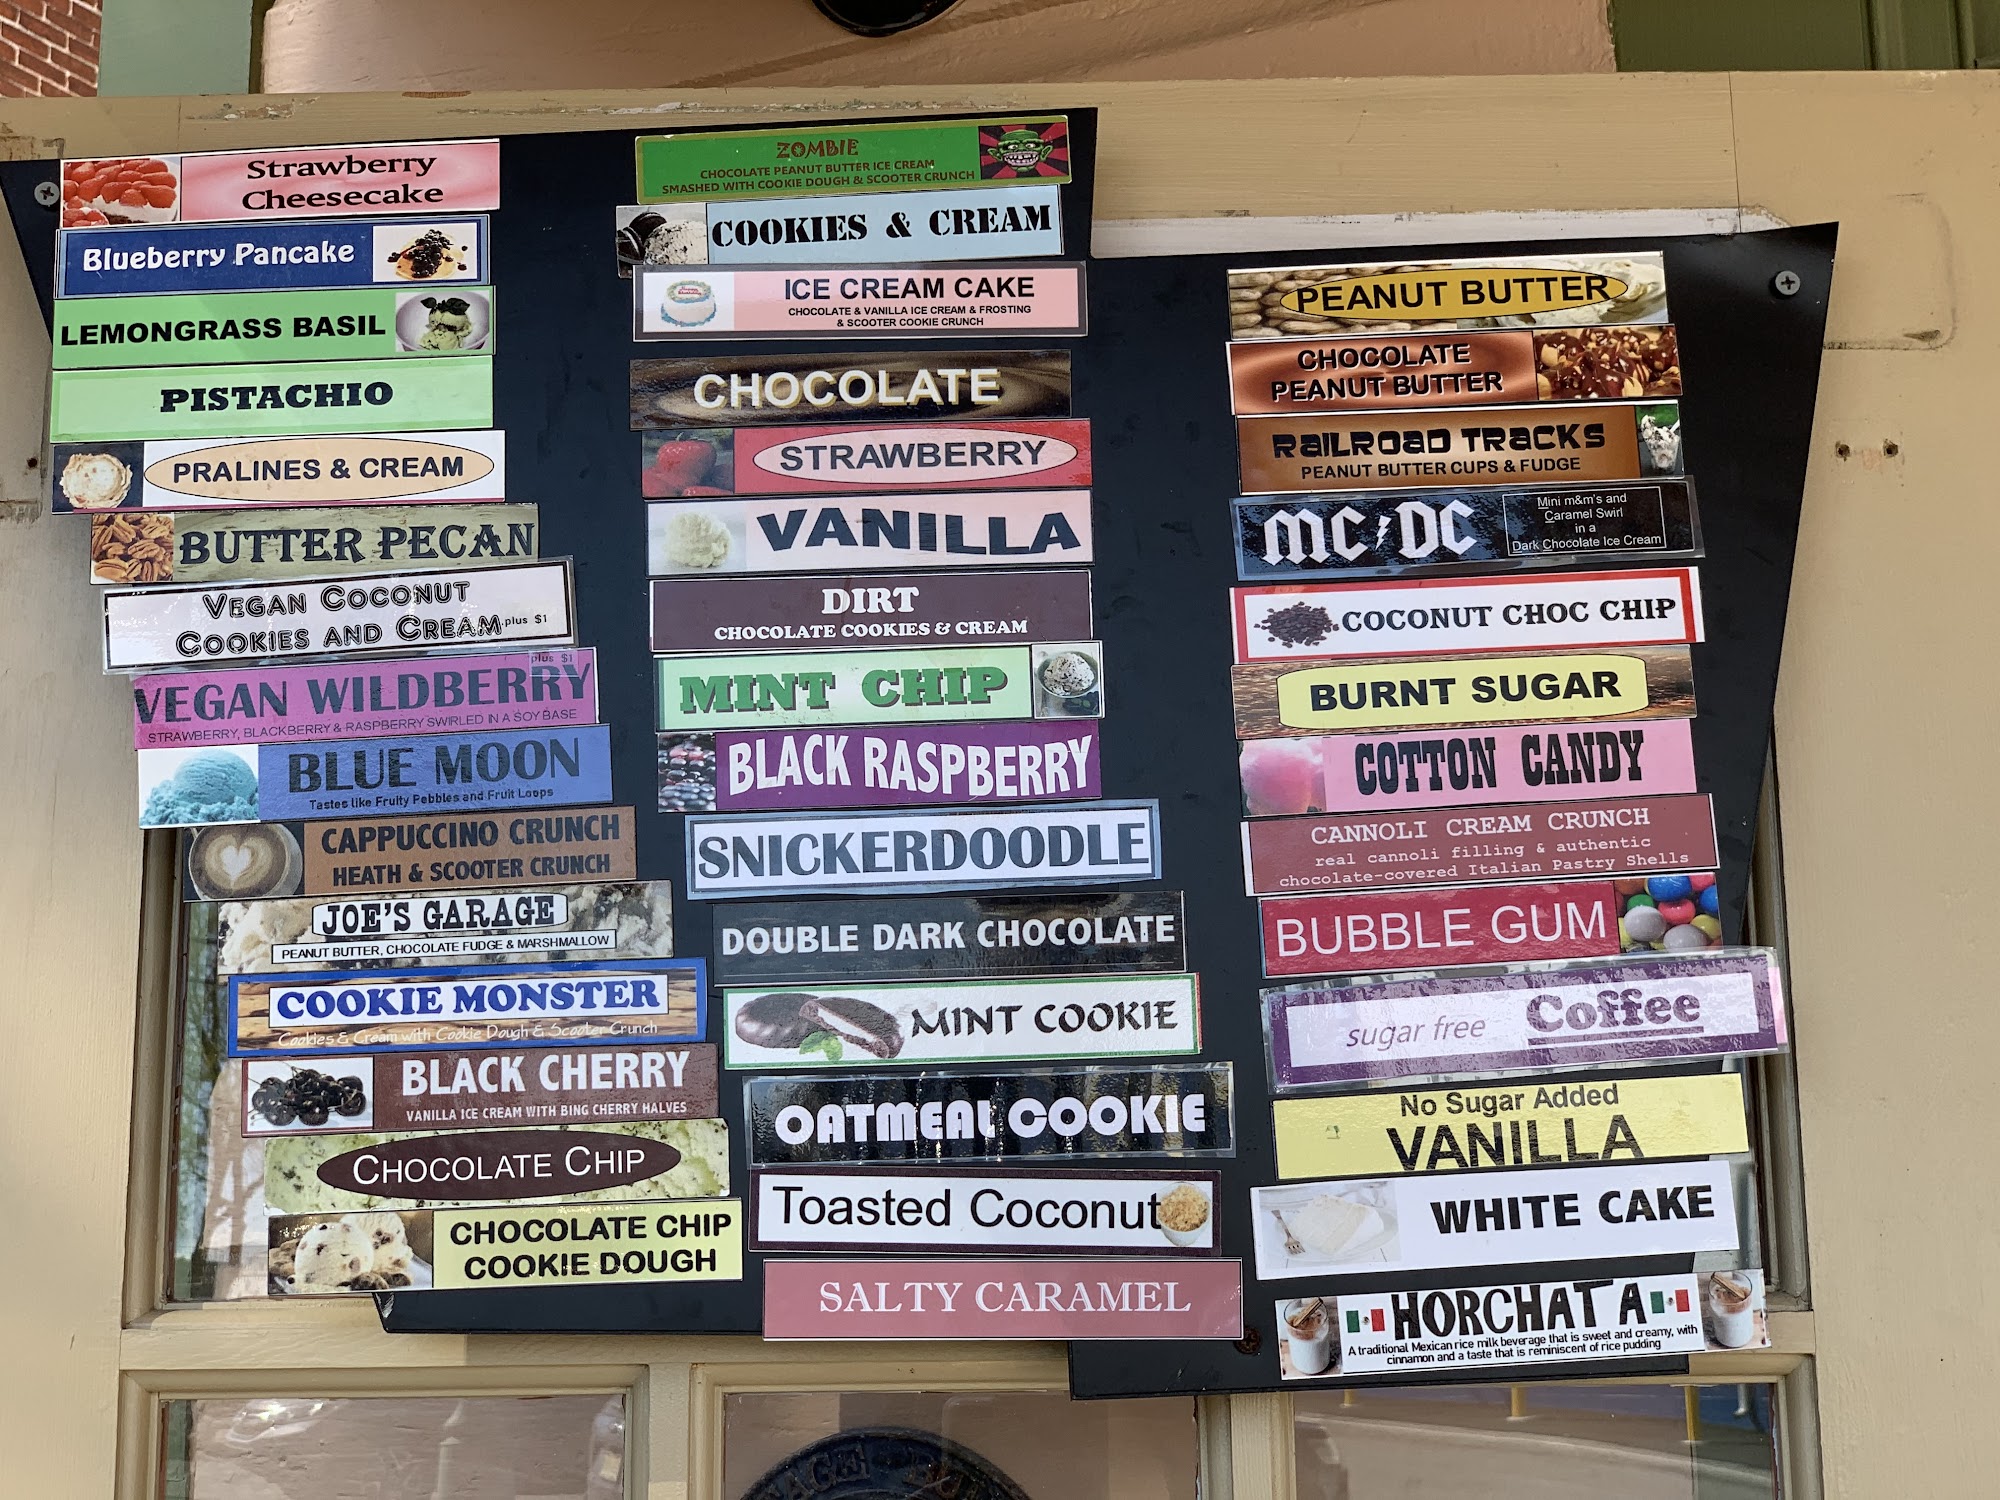 Strawberry
Cheesecake
Blueberry Pancake
LEMONGRASS BASIL
PISTACHIO
PRALINES & CREAM
BUTTER PECAN
VEGAN COCONUT
COOKIES AND CREAM plus $1
plus $1
VEGAN WILDBERRY
STRAWBERRY, BLACKBERRY & RASPBERRY SWIRLED IN A SOY BASE
BLUE MOON
Tastes like Fruity Pebbles and Fruit Loops
CAPPUCCINO CRUNCH
HEATH & SCOOTER CRUNCH
JOE'S GARAGE
PEANUT BUTTER, CHOCOLATE FUDGE & MARSHMALLOW
COOKIE MONSTER
Cookies & Cream with Cookie Dough & Scooter Crunch
BLACK CHERRY
VANILLA ICE CREAM WITH BING CHERRY HALVES
CHOCOLATE CHIP
CHOCOLATE CHIP
COOKIE DOUGH
ZOMBIE
CHOCOLATE PEANUT BUTTER ICE CREAM
SMASHED WITH COOKIE DOUGH & SCOOTER CRUNCH
COOKIES & CREAM
ICE CREAM CAKE
CHOCOLATE & VANILLA ICE CREAM & FROSTING
& SCOOTER COOKIE CRUNCH
CHOCOLATE
STRAWBERRY
VANILLA
DIRT
CHOCOLATE COOKIES & CREAM
MINT CHIP
BLACK RASPBERRY
SNICKERDOODLE
DOUBLE DARK CHOCOLATE
MINT COOKIE
OATMEAL COOKIE
Toasted Coconut
SALTY CARAMEL
PEANUT BUTTER
CHOCOLATE
PEANUT BUTTER
RAILROAD TRACKS
PEANUT BUTTER CUPS & FUDGE
MC DC
Mini m&m's and
Caramel Swirl
in a
Dark Chocolate Ice Cream
COCONUT CHOC CHIP
BURNT SUGAR
COTTON CANDY
CANNOLI CREAM CRUNCH
real cannoli filling & authentic
chocolate-covered Italian Pastry Shells
BUBBLE GUM
sugar free Coffee
No Sugar Added
VANILLA
WHITE CAKE
HORCHATA
A traditional Mexican rice milk beverage that is sweet and creamy, with
cinnamon and a taste that is reminiscent of rice pudding